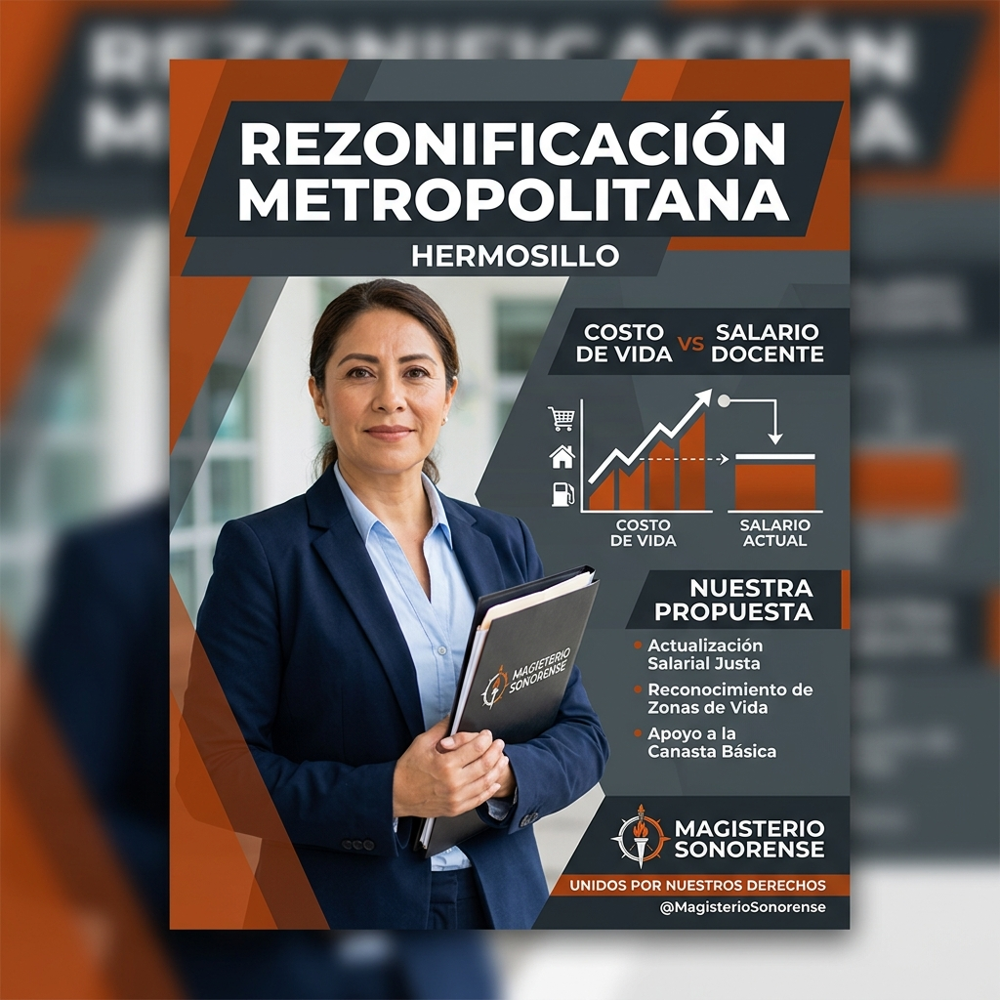 REZONIFICACIÓN
METROPOLITANA
HERMOSILLO
COSTO
DE VIDA
VS
SALARIO
DOCENTE
COSTO
DE VIDA
SALARIO
ACTUAL
NUESTRA
PROPUESTA
Actualización
Salarial Justa
Reconocimiento de
Zonas de Vida
Apoyo a la
Canasta Básica
MAGIETERIO
SONORENSE
MAGISTERIO
SONORENSE
UNIDOS POR NUESTROS DERECHOS
@MagisterioSonorense